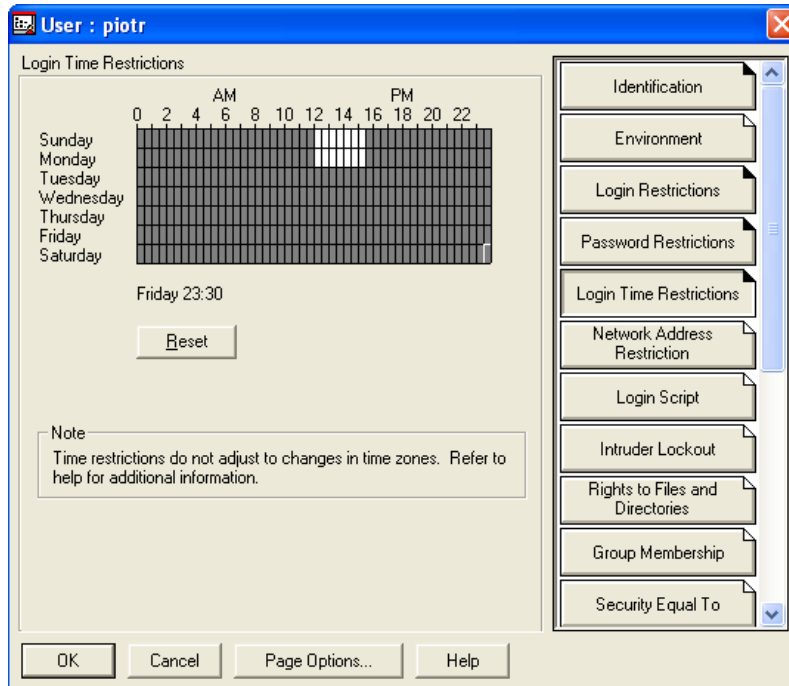 User : piotr
Login Time Restrictions
AM PM
0 2 4 6 8 10 12 14 16 18 20 22
Sunday
Monday
Tuesday
Wednesday
Thursday
Friday
Saturday
Friday 23:30
Reset
Note
Time restrictions do not adjust to changes in time zones. Refer to
help for additional information.
Identification
Environment
Login Restrictions
Password Restrictions
Login Time Restrictions
Network Address
Restriction
Login Script
Intruder Lockout
Rights to Files and
Directories
Group Membership
Security Equal To
OK Cancel Page Options... Help